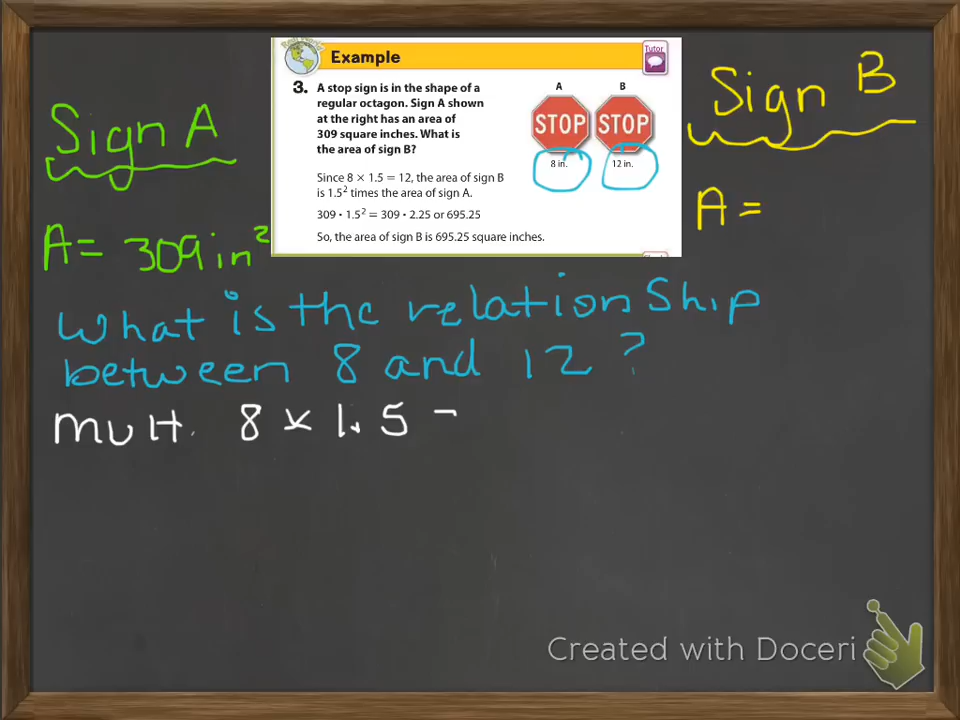 Example
Tutor
3. A stop sign is in the shape of a
regular octagon. Sign A shown
at the right has an area of
309 square inches. What is
the area of sign B?
A B
STOP STOP
8 in. 12 in.
Since 8 × 1.5 = 12, the area of sign B
is 1.5² times the area of sign A.
309 • 1.5² = 309 • 2.25 or 695.25
So, the area of sign B is 695.25 square inches.
Sign A
A = 309 in²
Sign B
A =
What is the relationship
between 8 and 12 ?
mult. 8 × 1.5 -
Created with Doceri